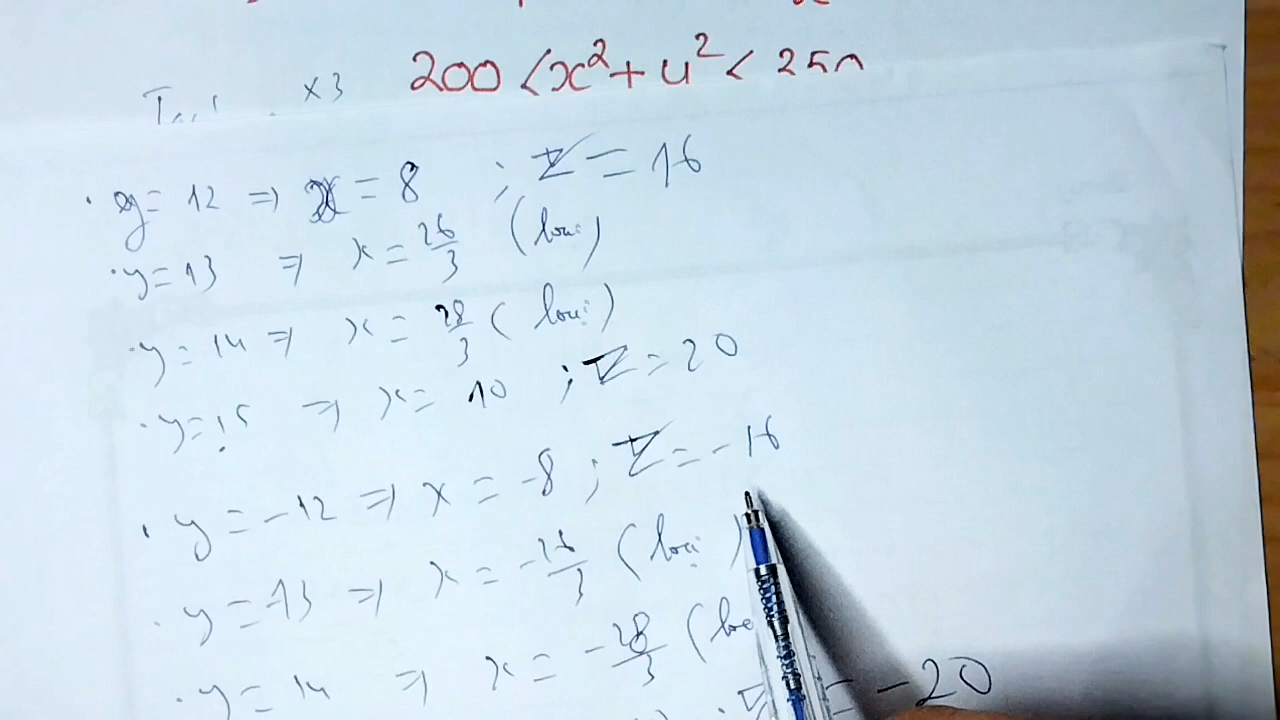 200 < x² + y² < 250
x 3
. y = 12 => x = 8 ; Z = 16
. y = 13 => x = 26/3 (loại)
. y = 14 => x = 28/3 (loại)
. y = 15 => x = 10 ; Z = 20
. y = -12 => x = -8 ; Z = -16
. y = -13 => x = -26/3 (loại)
. y = 14 => x = -28/3
= -20